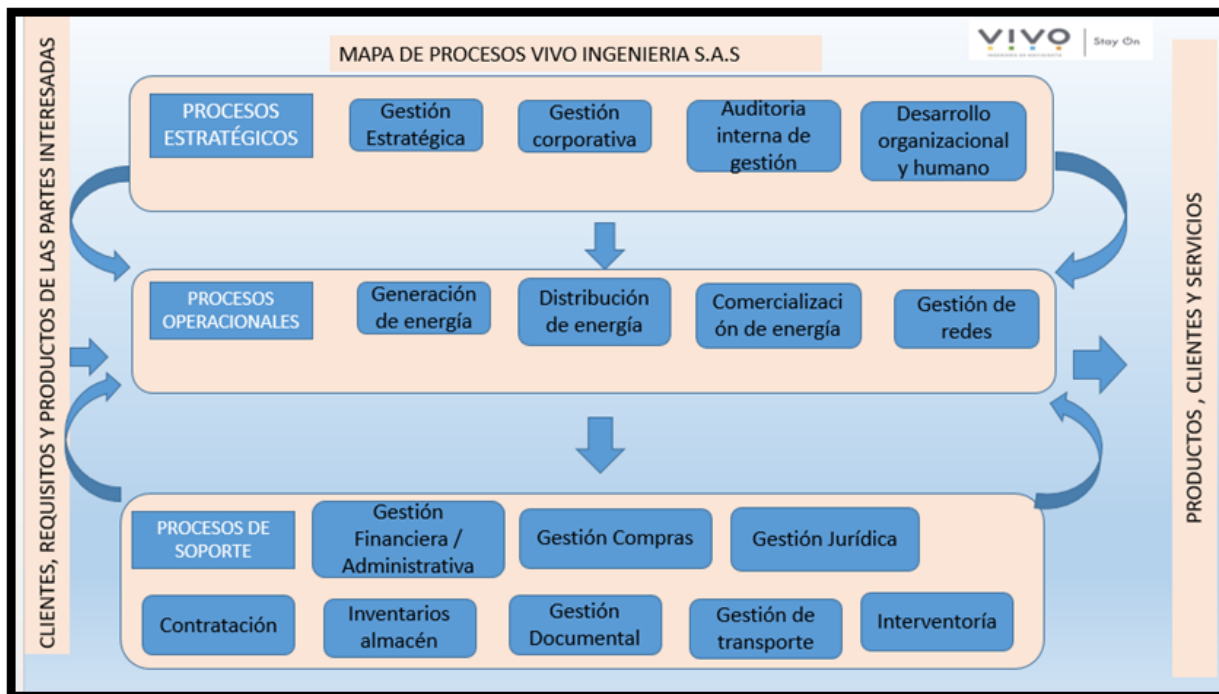 MAPA DE PROCESOS VIVO INGENIERIA S.A.S
VIVO
Stay On
CLIENTES, REQUISITOS Y PRODUCTOS DE LAS PARTES INTERESADAS
PROCESOS
ESTRATÉGICOS
Gestión
Estratégica
Gestión
corporativa
Auditoria
interna de
gestión
Desarrollo
organizacional
y humano
PROCESOS
OPERACIONALES
Generación
de energía
Distribución
de energía
Comercializaci
ón de energía
Gestión de
redes
PROCESOS DE
SOPORTE
Gestión
Financiera /
Administrativa
Gestión Compras
Gestión Jurídica
Contratación
Inventarios
almacén
Gestión
Documental
Gestión de
transporte
Interventoría
PRODUCTOS , CLIENTES Y SERVICIOS